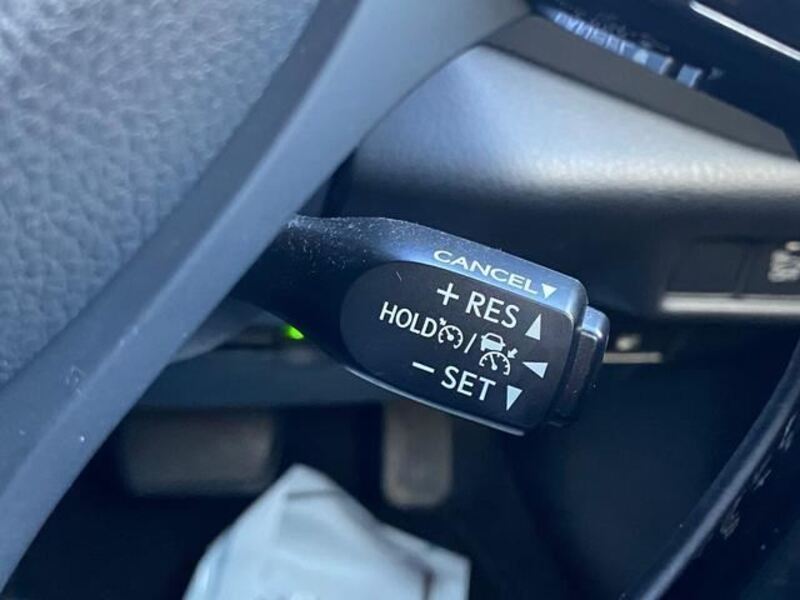 CANCEL
+ RES
HOLD /
- SET